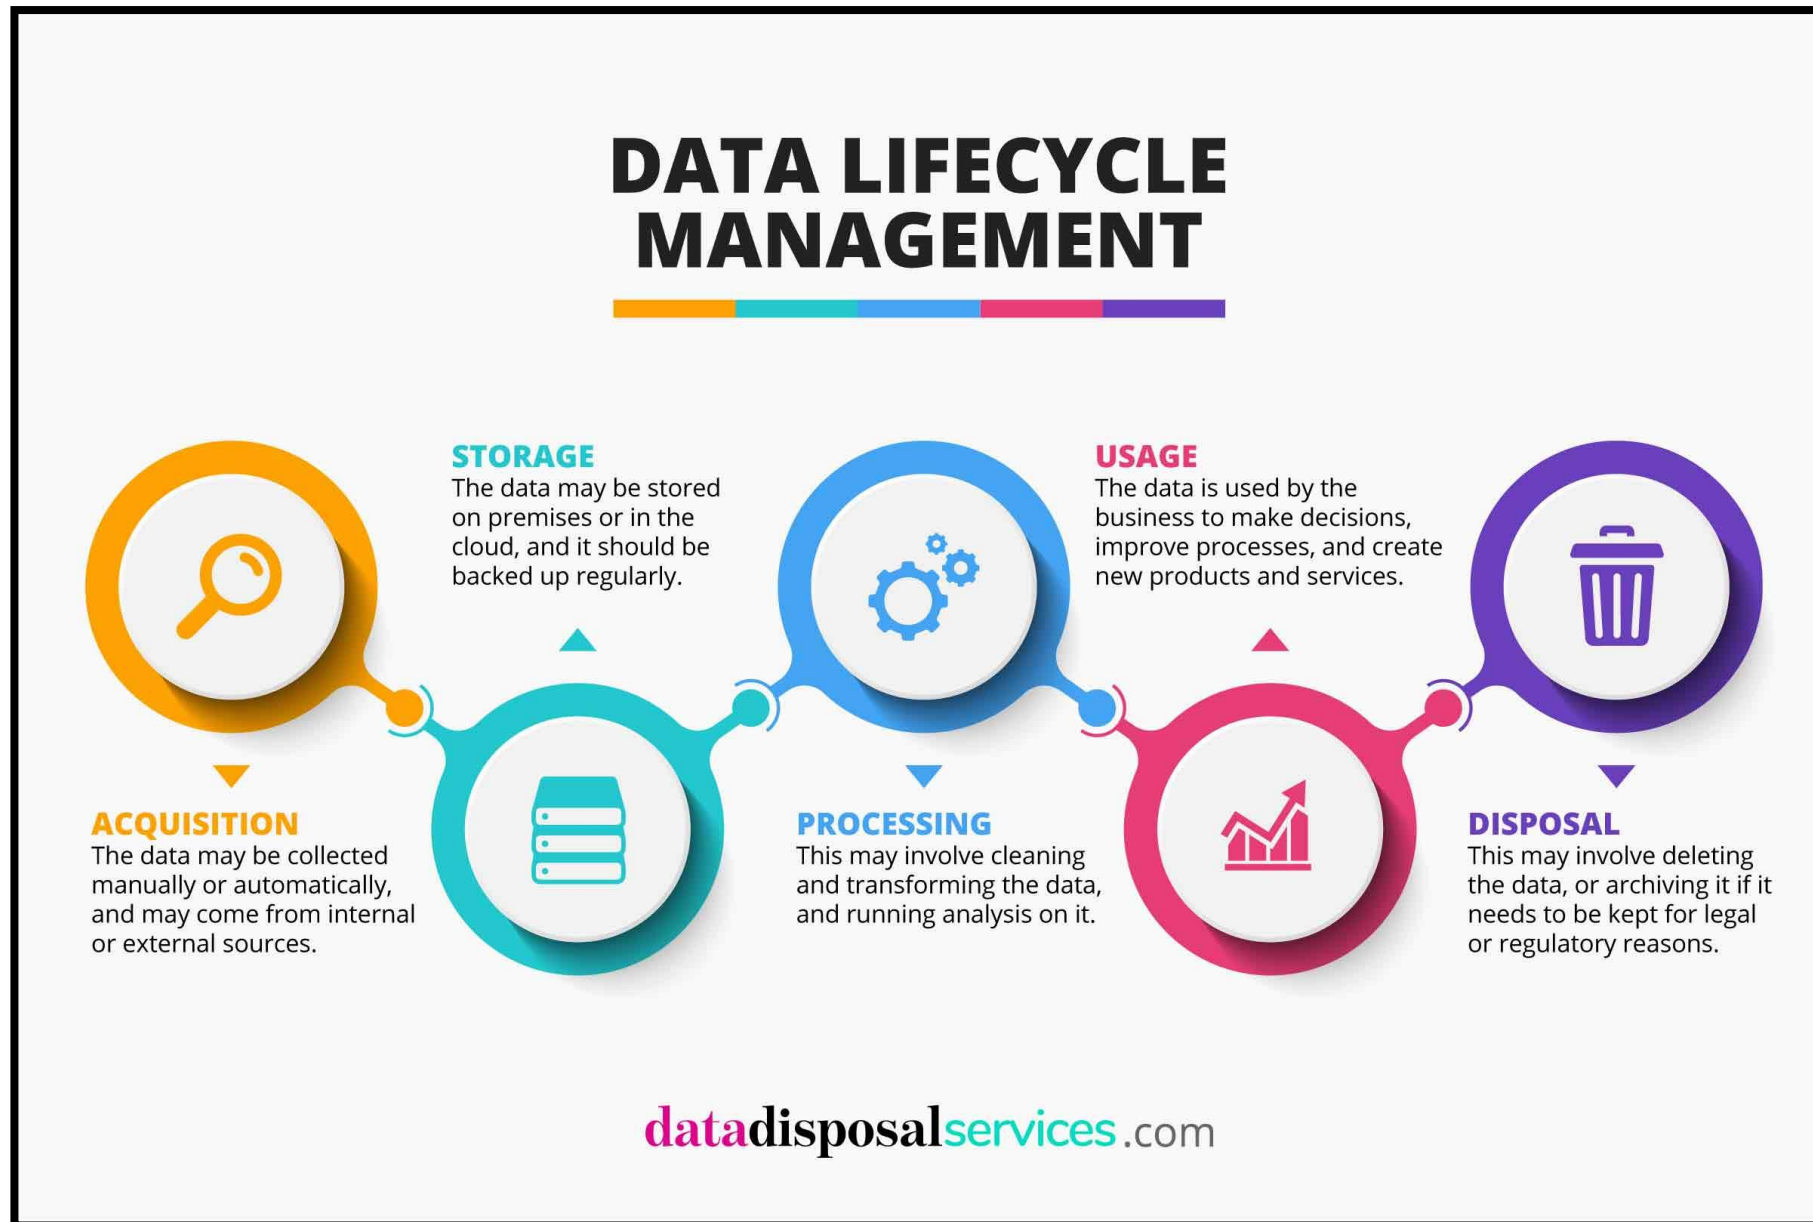 DATA LIFECYCLE
MANAGEMENT
ACQUISITION
The data may be collected
manually or automatically,
and may come from internal
or external sources.
STORAGE
The data may be stored
on premises or in the
cloud, and it should be
backed up regularly.
PROCESSING
This may involve cleaning
and transforming the data,
and running analysis on it.
USAGE
The data is used by the
business to make decisions,
improve processes, and create
new products and services.
DISPOSAL
This may involve deleting
the data, or archiving it if it
needs to be kept for legal
or regulatory reasons.
datadisposalservices.com